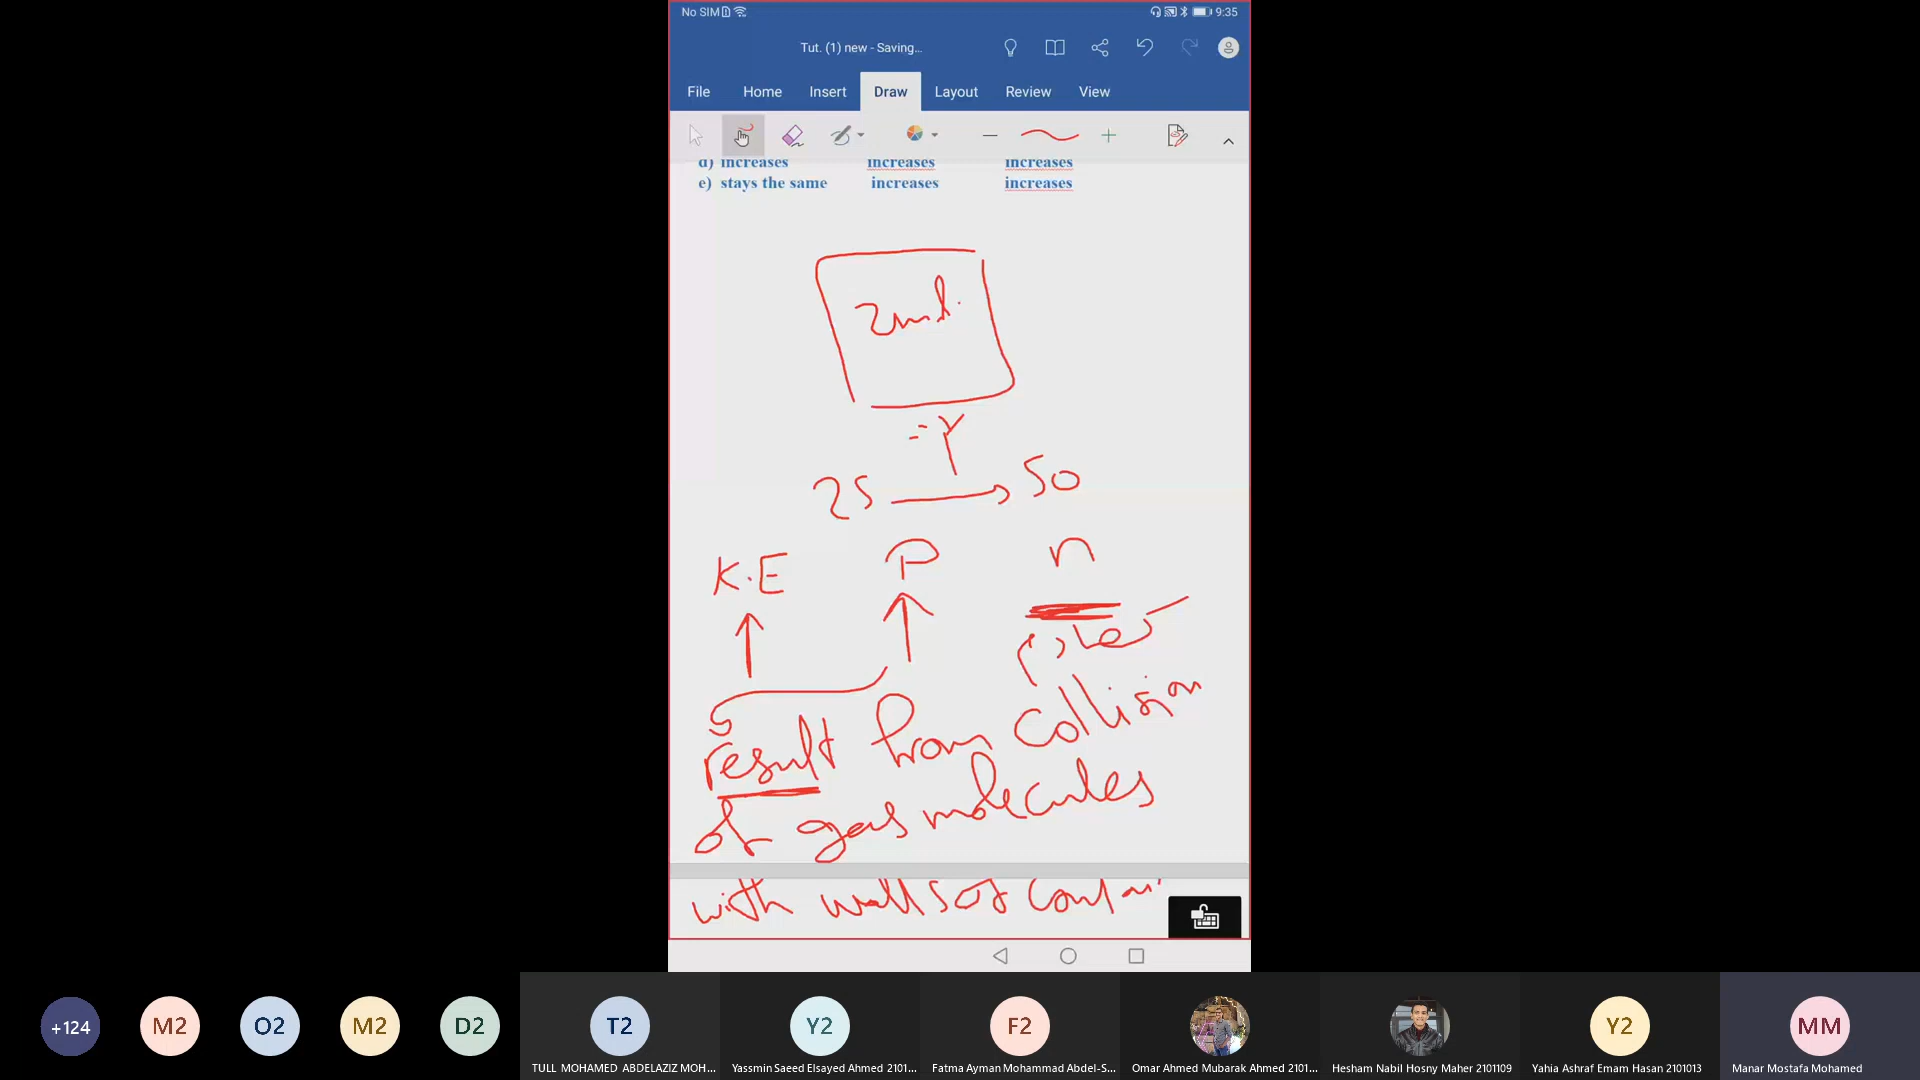 No SIM 9:35
Tut. (1) new - Saving...
File Home Insert Draw Layout Review View
d) increases increases increases
e) stays the same increases increases
2 mol.
25 → 50
K.E P n
result from Collision
of gas molecules
with walls of
+124 M2 O2 M2 D2 T2 Y2 F2 Y2 MM
TULL MOHAMED ABDELAZIZ MOH... Yassmin Saeed Elsayed Ahmed 2101... Fatma Ayman Mohammad Abdel-S... Omar Ahmed Mubarak Ahmed 2101... Hesham Nabil Hosny Maher 2101109 Yahia Ashraf Emam Hasan 2101013 Manar Mostafa Mohamed